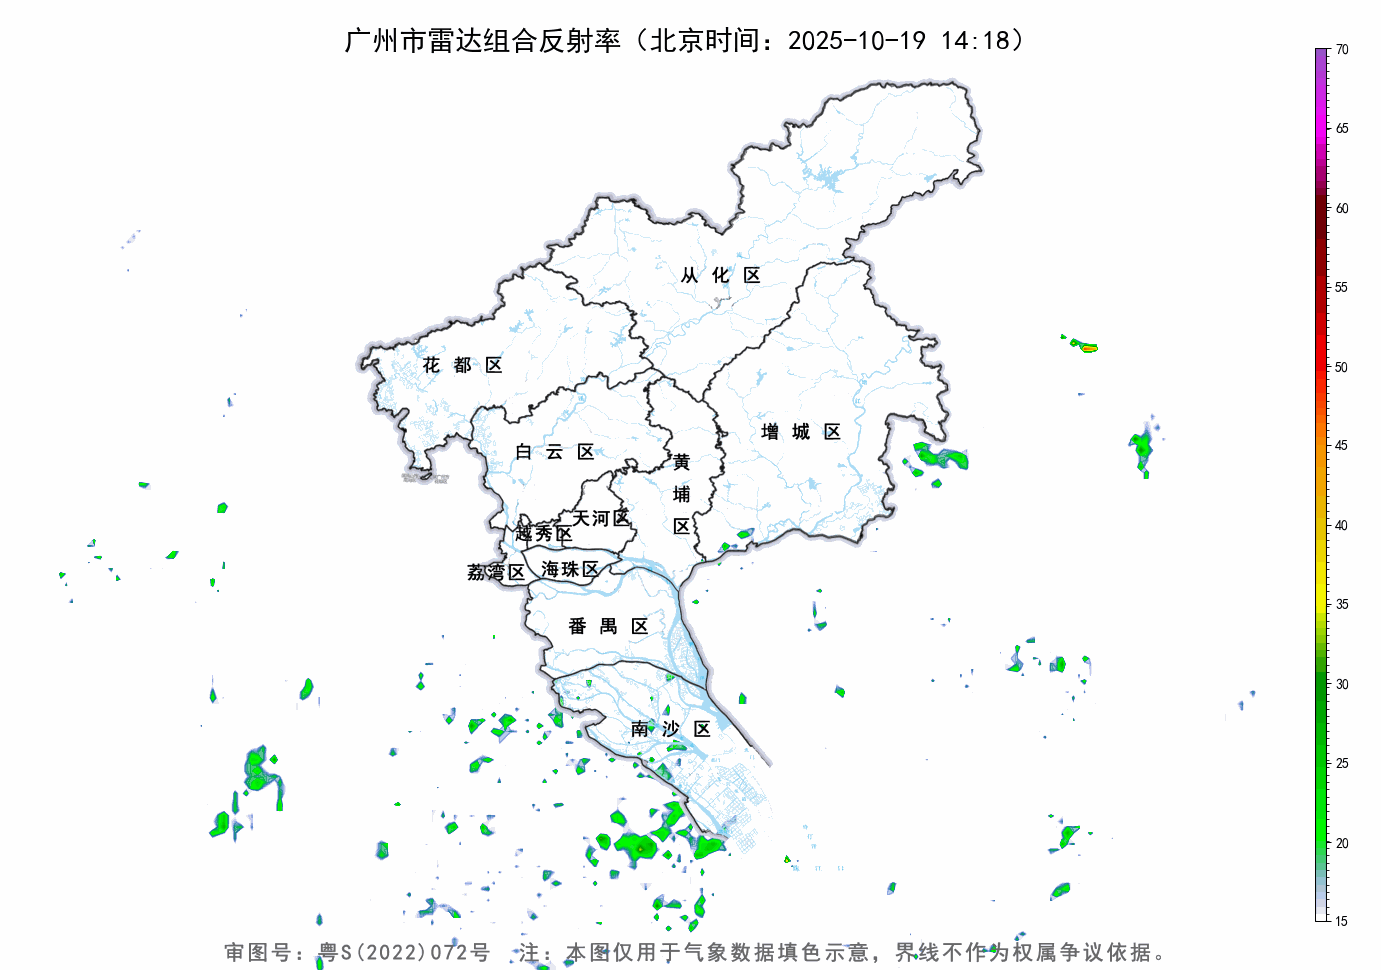 广州市雷达组合反射率（北京时间：2025-10-19 14:18）
70
65
60
55
50
45
40
35
30
25
20
15
从化区
花都区
增城区
白云区
黄埔区
天河区
越秀区
荔湾区
海珠区
番禺区
南沙区
审图号：粤S(2022)072号 注：本图仅用于气象数据填色示意，界线不作为权属争议依据。